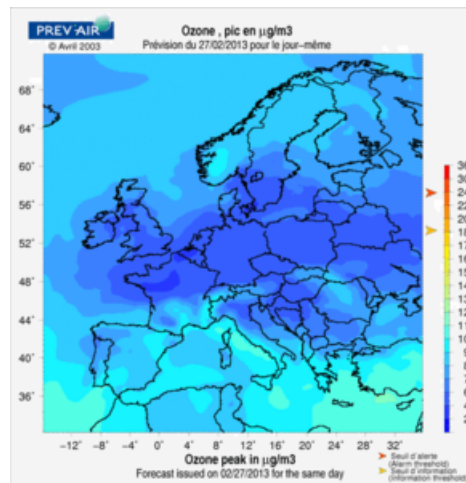 PREV'AIR
© Avril 2003
Ozone , pic en µg/m3
Prévision du 27/02/2013 pour le jour-même
68°
64°
60°
56°
52°
48°
44°
40°
36°
−12° −8° −4° 0° 4° 8° 12° 16° 20° 24° 28° 32°
Ozone peak in µg/m3
Forecast issued on 02/27/2013 for the same day
Seuil d'alerte
(Alarm threshold)
Seuil d'information
(Information threshold)